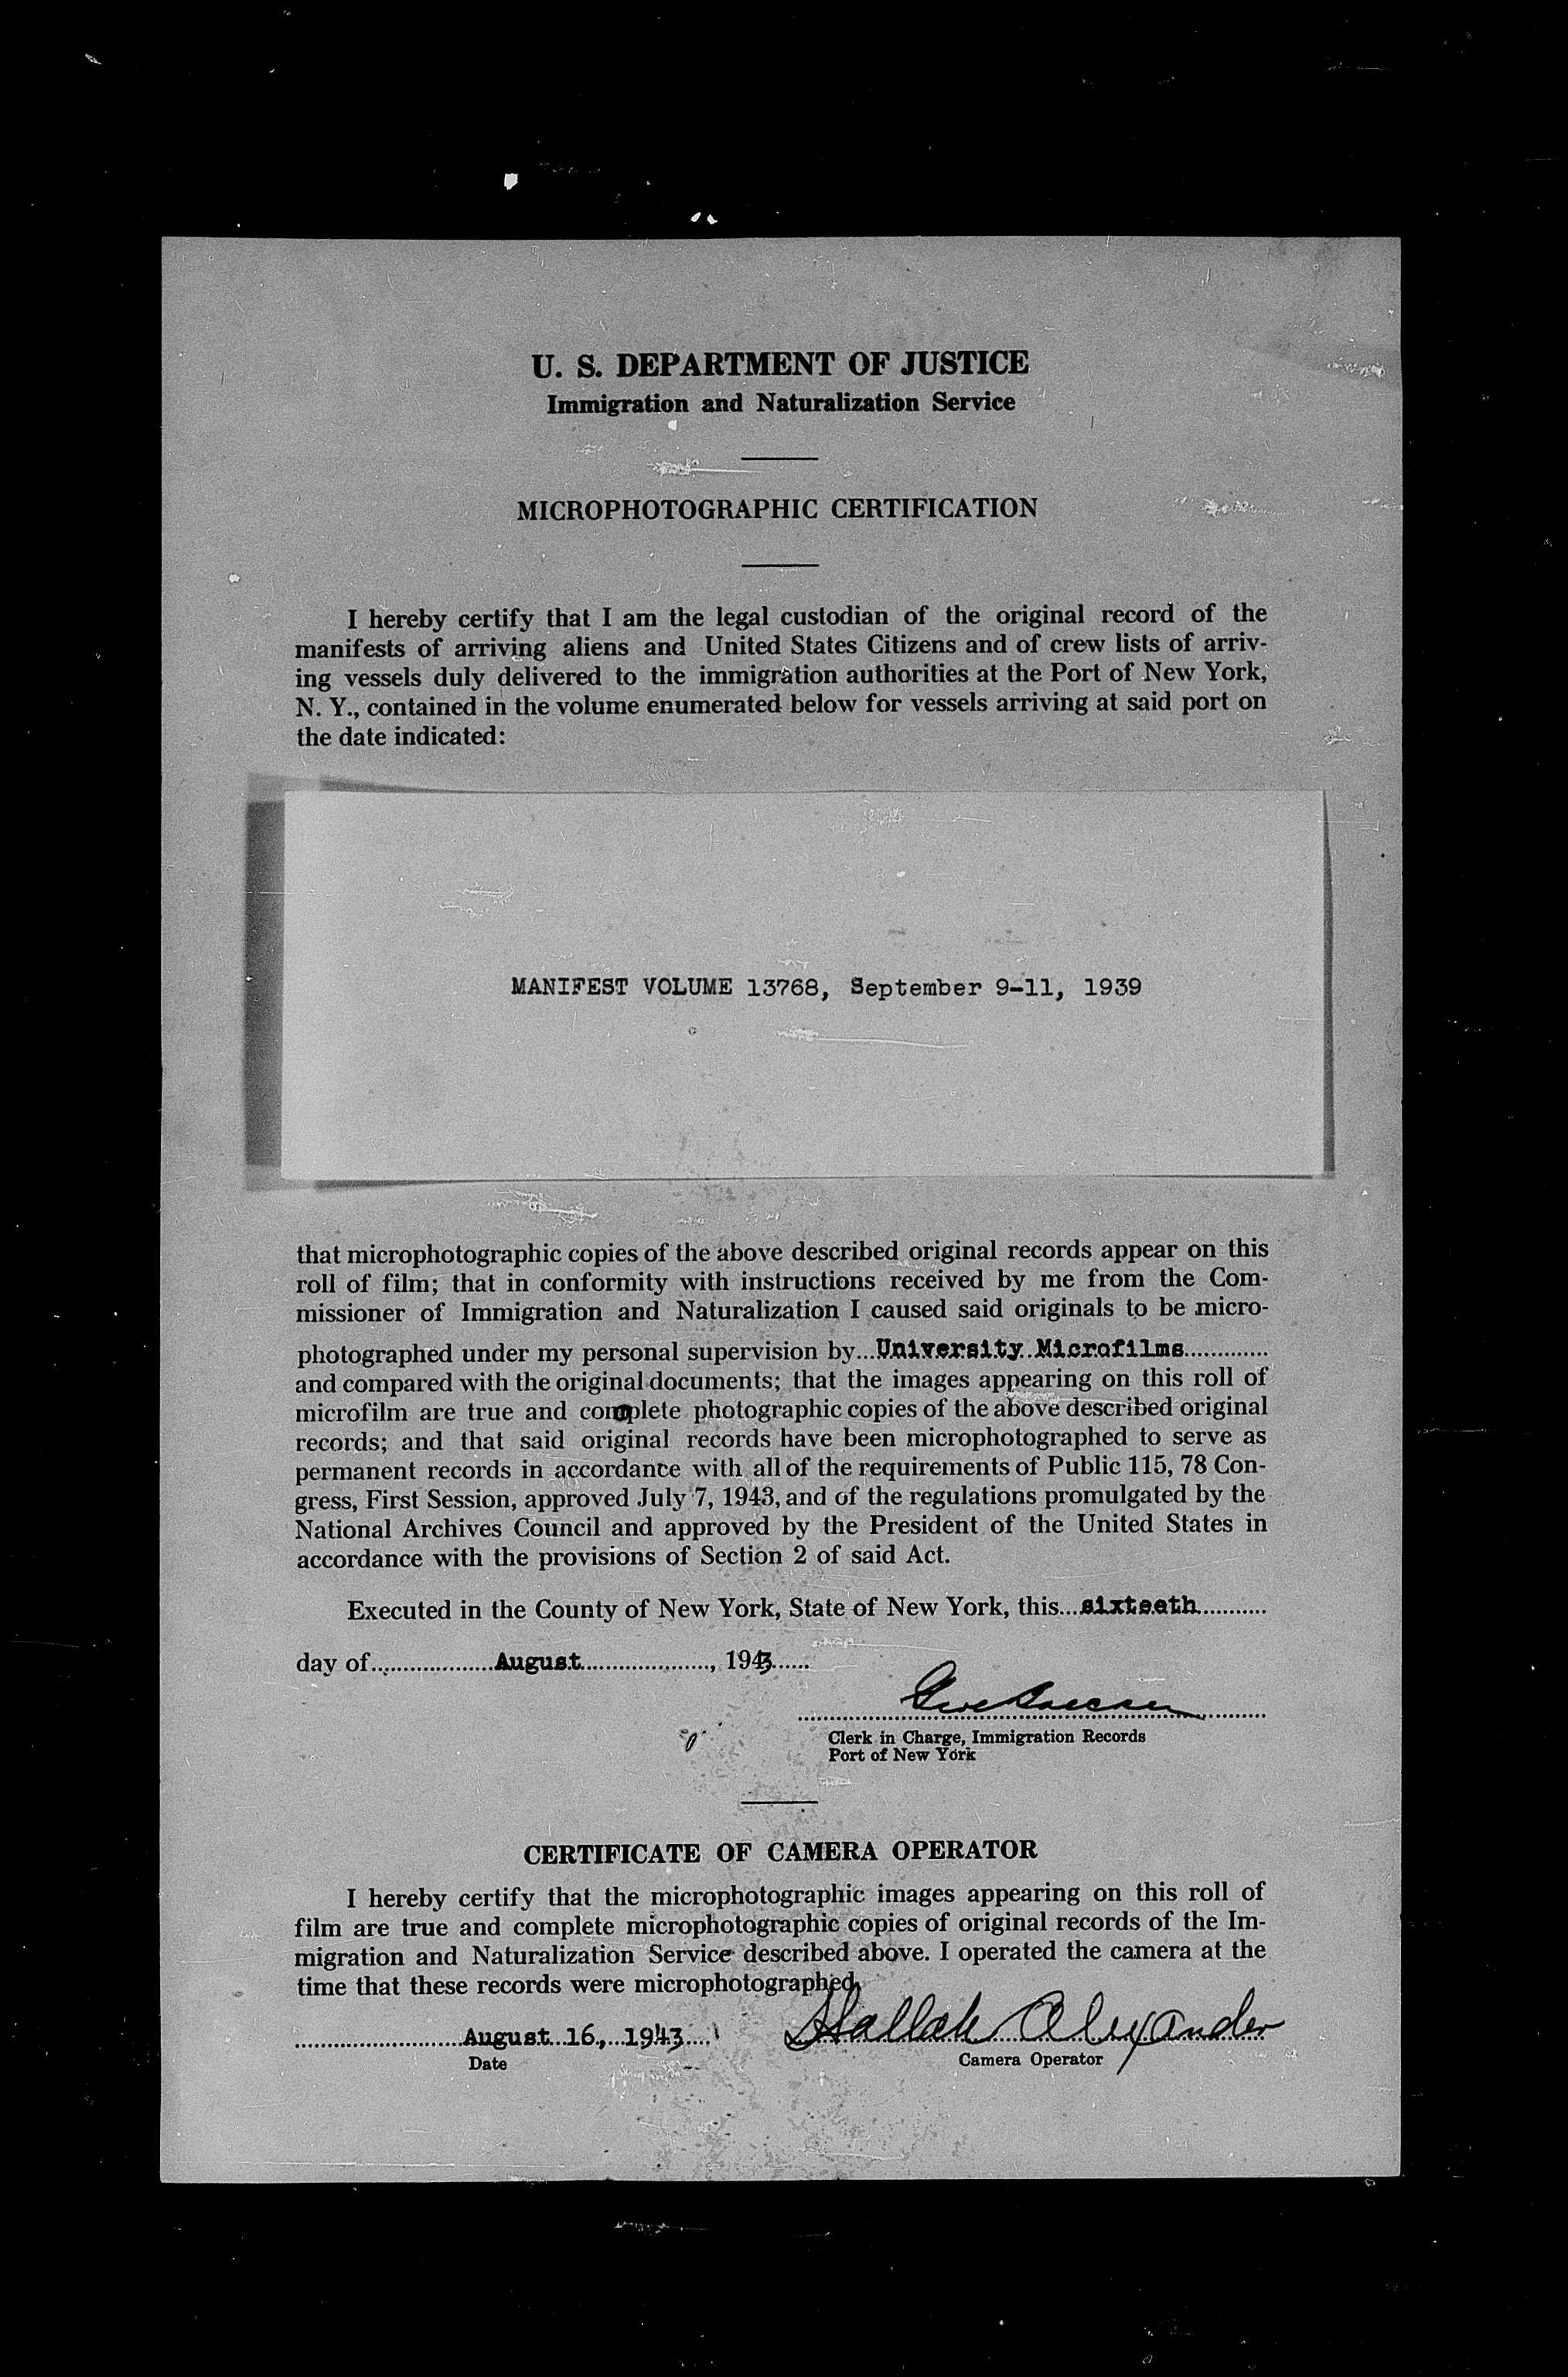 U. S. DEPARTMENT OF JUSTICE
Immigration and Naturalization Service
MICROPHOTOGRAPHIC CERTIFICATION
I hereby certify that I am the legal custodian of the original record of the
manifests of arriving aliens and United States Citizens and of crew lists of arriv-
ing vessels duly delivered to the immigration authorities at the Port of New York,
N. Y., contained in the volume enumerated below for vessels arriving at said port on
the date indicated:
MANIFEST VOLUME 13768, September 9-11, 1939
that microphotographic copies of the above described original records appear on this
roll of film; that in conformity with instructions received by me from the Com-
missioner of Immigration and Naturalization I caused said originals to be micro-
photographed under my personal supervision by...University Microfilms.............
and compared with the original documents; that the images appearing on this roll of
microfilm are true and complete photographic copies of the above described original
records; and that said original records have been microphotographed to serve as
permanent records in accordance with all of the requirements of Public 115, 78 Con-
gress, First Session, approved July 7, 1943, and of the regulations promulgated by the
National Archives Council and approved by the President of the United States in
accordance with the provisions of Section 2 of said Act.
Executed in the County of New York, State of New York, this...sixteeth...........
day of....................August......................, 1943......
Clerk in Charge, Immigration Records
Port of New York
CERTIFICATE OF CAMERA OPERATOR
I hereby certify that the microphotographic images appearing on this roll of
film are true and complete microphotographic copies of original records of the Im-
migration and Naturalization Service described above. I operated the camera at the
time that these records were microphotographed.
...........................August 16, 1943.... Alexander
Date Camera Operator